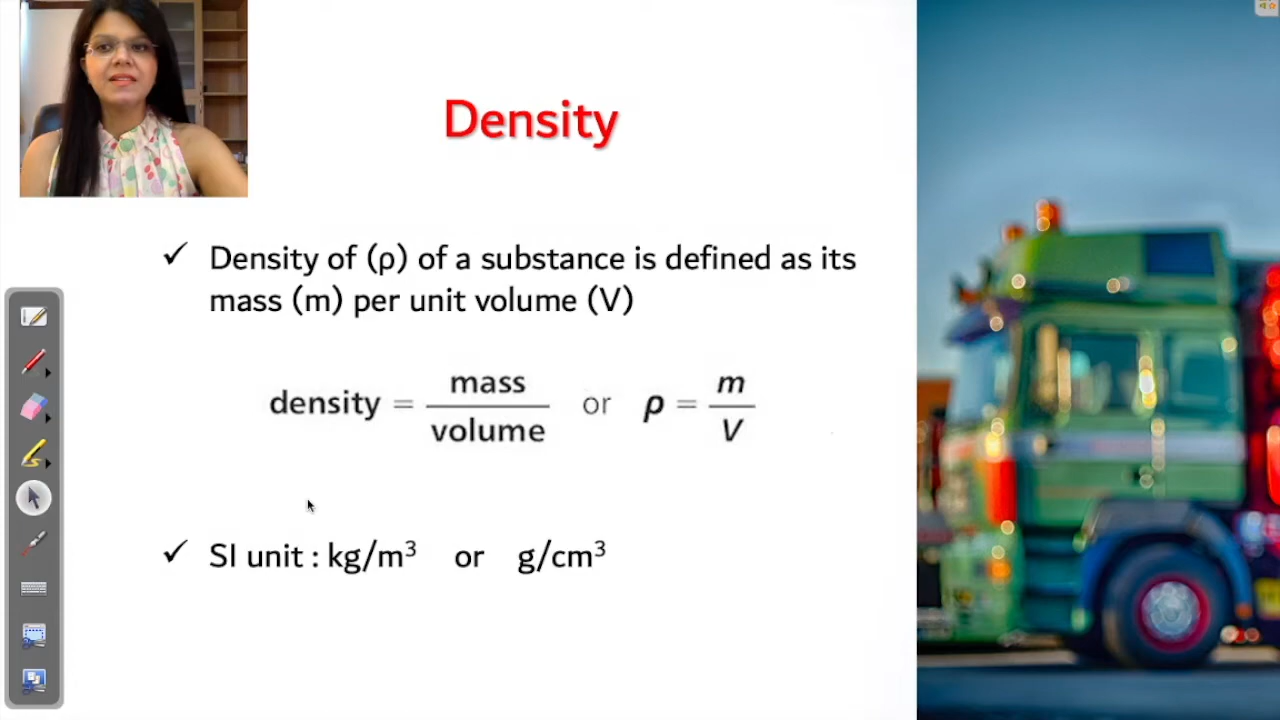 Density
✓ Density of (ρ) of a substance is defined as its
mass (m) per unit volume (V)
density = mass / volume or ρ = m / V
✓ SI unit : kg/m³ or g/cm³